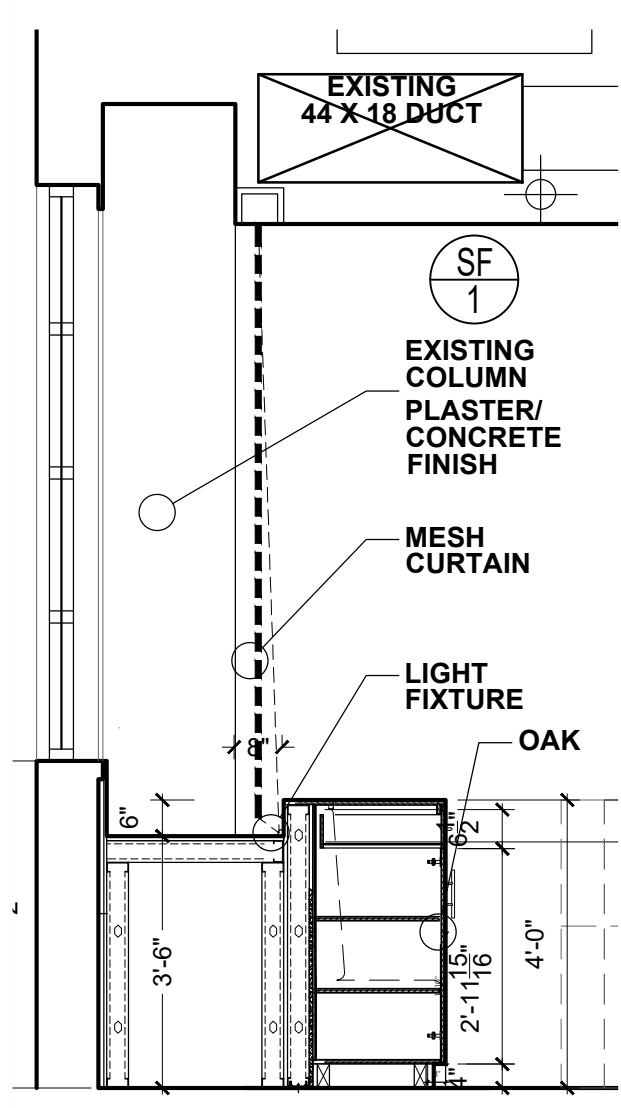 EXISTING
44 X 18 DUCT
SF
1
EXISTING
COLUMN
PLASTER/
CONCRETE
FINISH
MESH
CURTAIN
LIGHT
FIXTURE
OAK
8"
6"
6 1/2"
3'-6"
2'-11 15/16"
4'-0"
4"